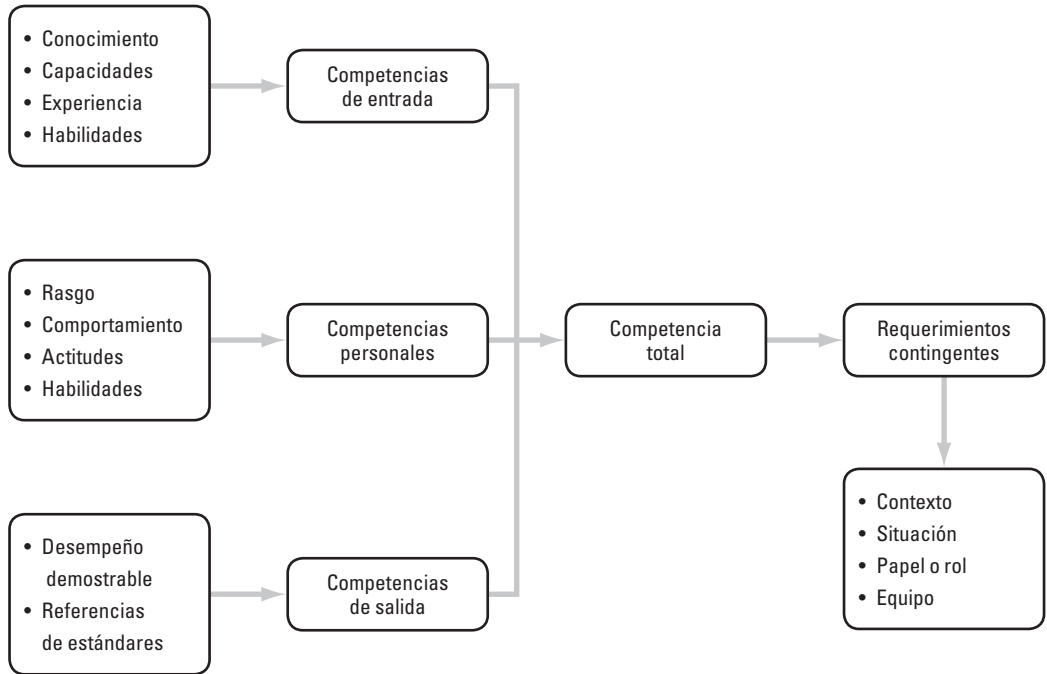 • Conocimiento
• Capacidades
• Experiencia
• Habilidades
Competencias
de entrada
• Rasgo
• Comportamiento
• Actitudes
• Habilidades
Competencias
personales
Competencia
total
Requerimientos
contingentes
• Desempeño
demostrable
• Referencias
de estándares
Competencias
de salida
• Contexto
• Situación
• Papel o rol
• Equipo